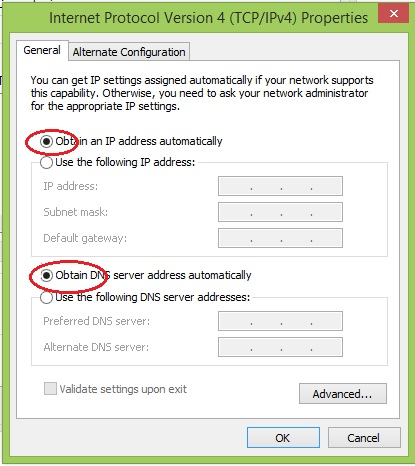 Internet Protocol Version 4 (TCP/IPv4) Properties
General
Alternate Configuration
You can get IP settings assigned automatically if your network supports
this capability. Otherwise, you need to ask your network administrator
for the appropriate IP settings.
Obtain an IP address automatically
Use the following IP address:
IP address:
Subnet mask:
Default gateway:
Obtain DNS server address automatically
Use the following DNS server addresses:
Preferred DNS server:
Alternate DNS server:
Validate settings upon exit
Advanced...
OK
Cancel